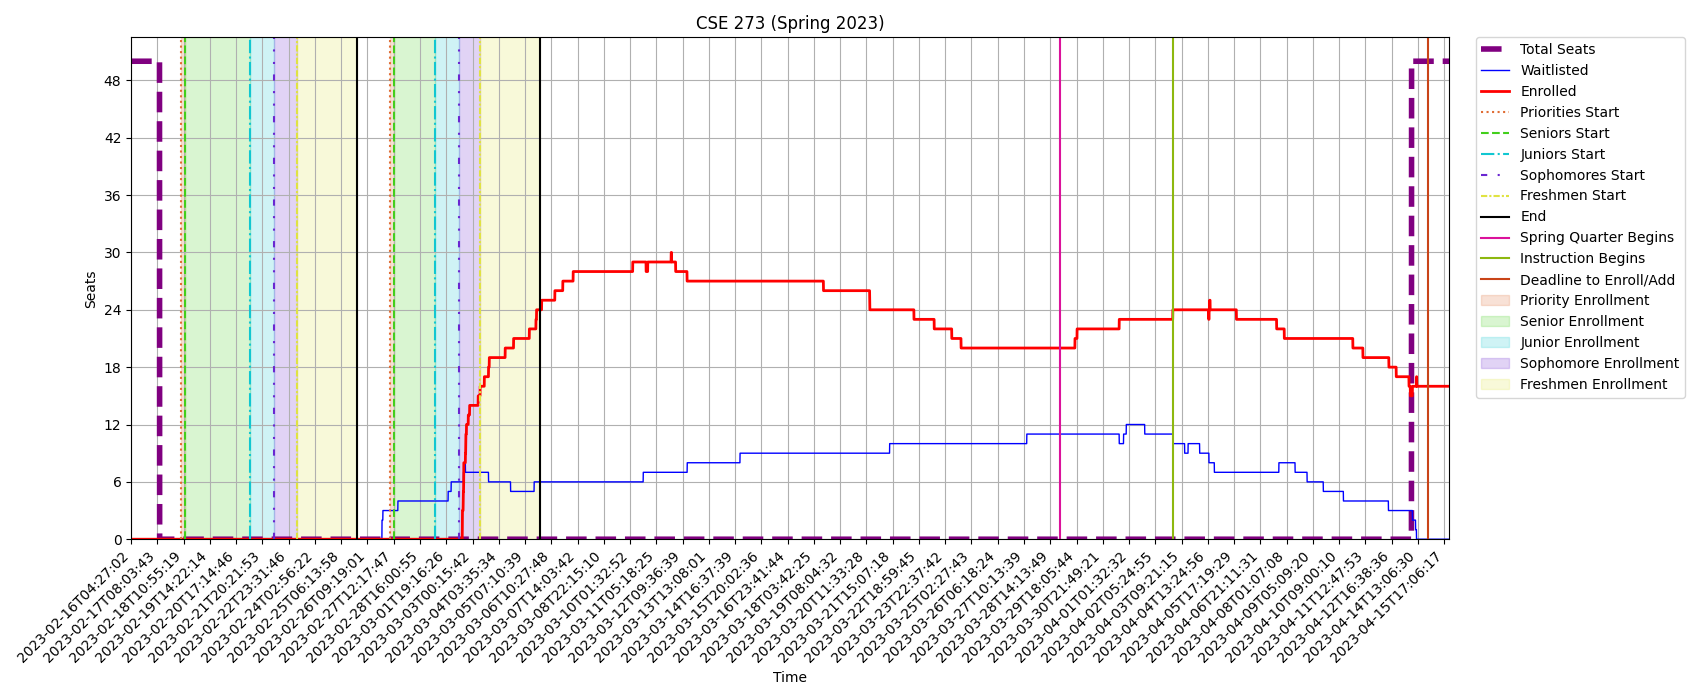 CSE 273 (Spring 2023)
Seats
48
42
36
30
24
18
12
6
0
2023-02-16T04:27:02
2023-02-17T08:03:43
2023-02-18T10:55:19
2023-02-19T14:22:14
2023-02-20T17:14:46
2023-02-21T20:21:53
2023-02-22T23:31:46
2023-02-24T02:56:22
2023-02-25T06:13:58
2023-02-26T09:19:01
2023-02-27T12:17:47
2023-02-28T16:00:55
2023-03-01T19:16:26
2023-03-03T00:15:42
2023-03-04T03:35:34
2023-03-05T07:10:39
2023-03-06T10:27:48
2023-03-07T14:03:42
2023-03-08T22:15:10
2023-03-10T01:32:52
2023-03-11T05:18:25
2023-03-12T09:36:39
2023-03-13T13:08:01
2023-03-14T16:37:39
2023-03-15T20:02:36
2023-03-16T23:41:44
2023-03-18T03:42:25
2023-03-19T08:04:32
2023-03-20T11:33:28
2023-03-21T15:07:18
2023-03-22T18:59:45
2023-03-23T22:37:42
2023-03-25T02:27:43
2023-03-26T06:18:24
2023-03-27T10:13:39
2023-03-28T14:13:49
2023-03-29T18:05:44
2023-03-30T21:49:21
2023-04-01T01:32:32
2023-04-02T05:24:55
2023-04-03T09:21:15
2023-04-04T13:24:56
2023-04-05T17:19:29
2023-04-06T21:11:31
2023-04-08T01:07:08
2023-04-09T05:09:20
2023-04-10T09:00:10
2023-04-11T12:47:53
2023-04-12T16:38:36
2023-04-14T13:06:30
2023-04-15T17:06:17
Time
Total Seats
Waitlisted
Enrolled
Priorities Start
Seniors Start
Juniors Start
Sophomores Start
Freshmen Start
End
Spring Quarter Begins
Instruction Begins
Deadline to Enroll/Add
Priority Enrollment
Senior Enrollment
Junior Enrollment
Sophomore Enrollment
Freshmen Enrollment